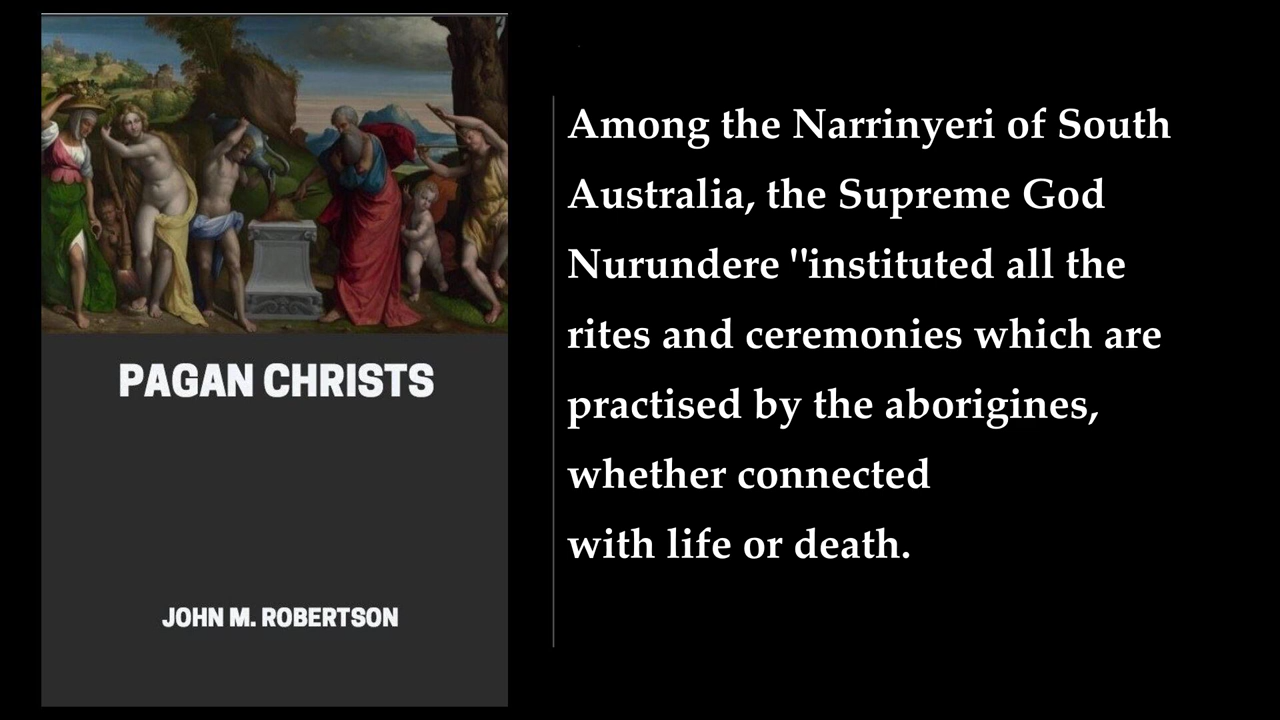 PAGAN CHRISTS
JOHN M. ROBERTSON
Among the Narrinyeri of South
Australia, the Supreme God
Nurundere "instituted all the
rites and ceremonies which are
practised by the aborigines,
whether connected
with life or death.